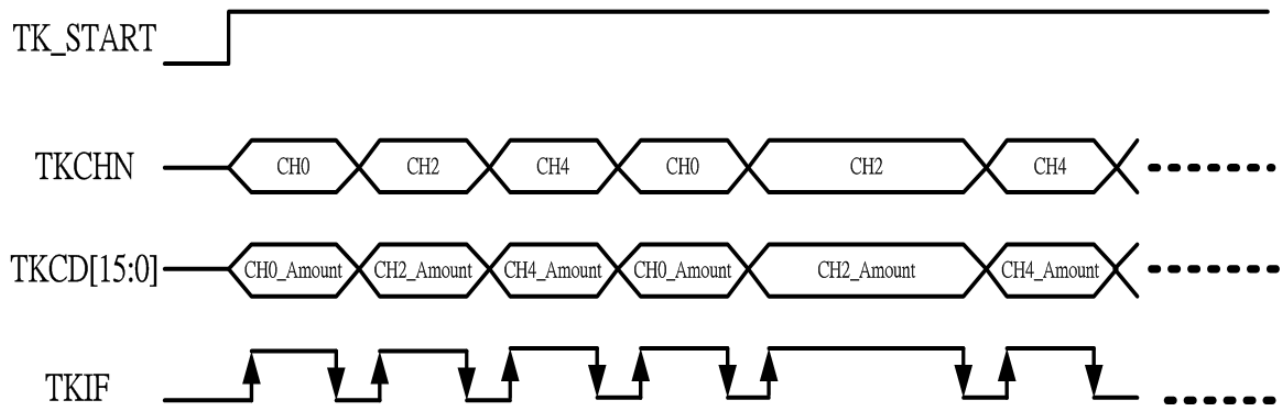 TK_START
TKCHN CH0 CH2 CH4 CH0 CH2 CH4
TKCD[15:0] CH0_Amount CH2_Amount CH4_Amount CH0_Amount CH2_Amount CH4_Amount
TKIF